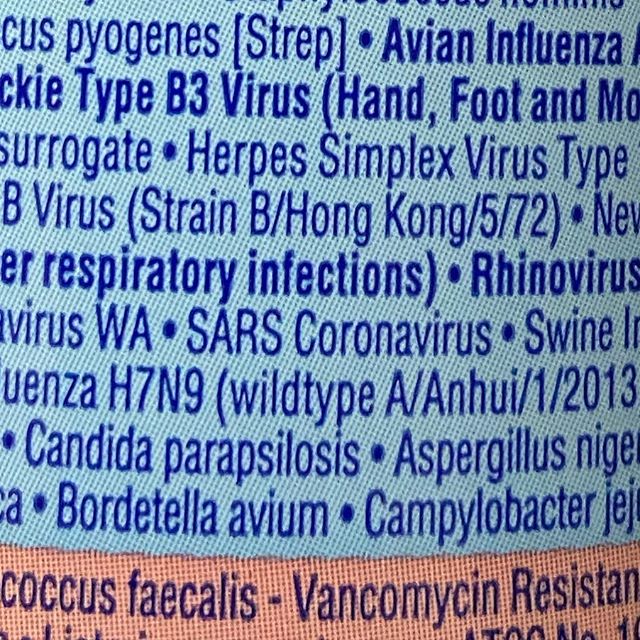 cus pyogenes [Strep] • Avian Influenza
ckie Type B3 Virus (Hand, Foot and Mo
surrogate • Herpes Simplex Virus Type
B Virus (Strain B/Hong Kong/5/72) • New
er respiratory infections) • Rhinovirus
avirus WA • SARS Coronavirus • Swine I
luenza H7N9 (wildtype A/Anhui/1/2013
• Candida parapsilosis • Aspergillus niger
ca • Bordetella avium • Campylobacter jej
coccus faecalis - Vancomycin Resistan